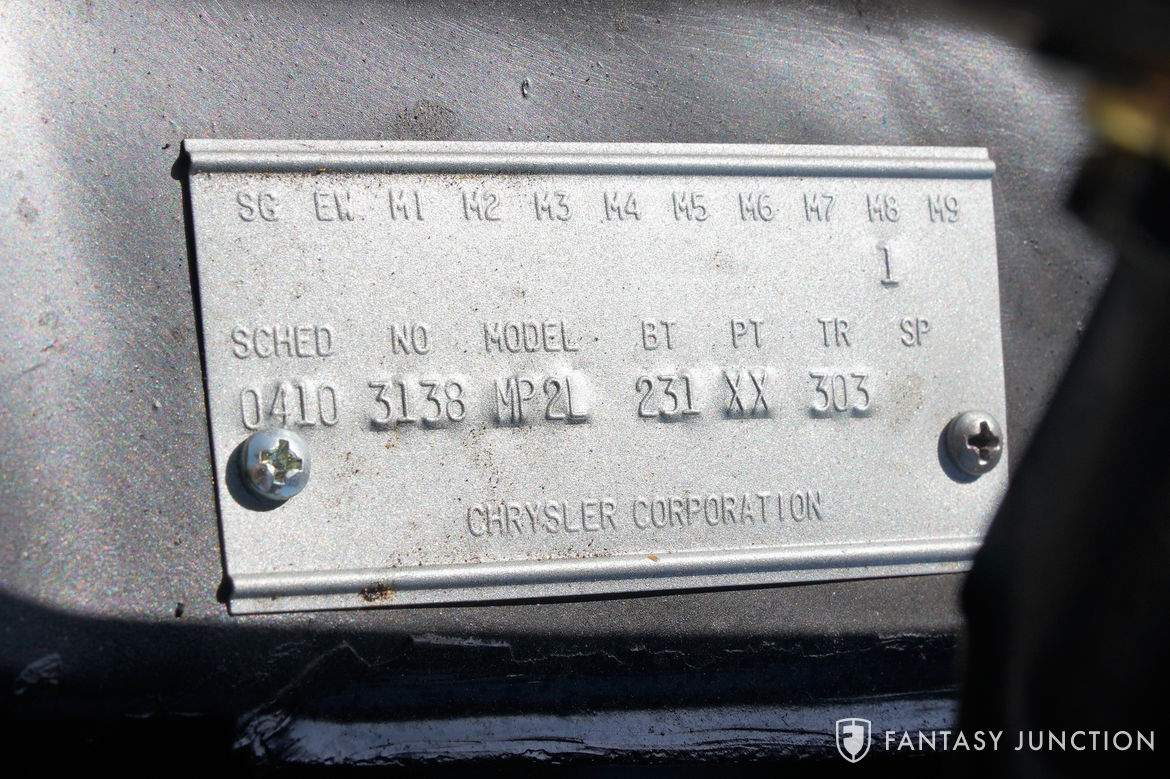 SG EW M1 M2 M3 M4 M5 M6 M7 M8 M9
1
SCHED NO MODEL BT PT TR SP
0410 3138 MP2L 231 XX 303
CHRYSLER CORPORATION
FANTASY JUNCTION